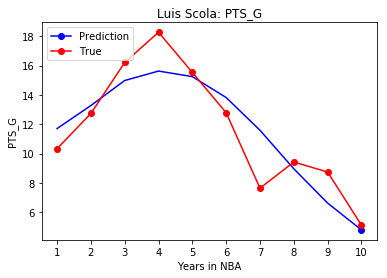 Luis Scola: PTS_G
Prediction
True
PTS_G
18
16
14
12
10
8
6
1 2 3 4 5 6 7 8 9 10
Years in NBA